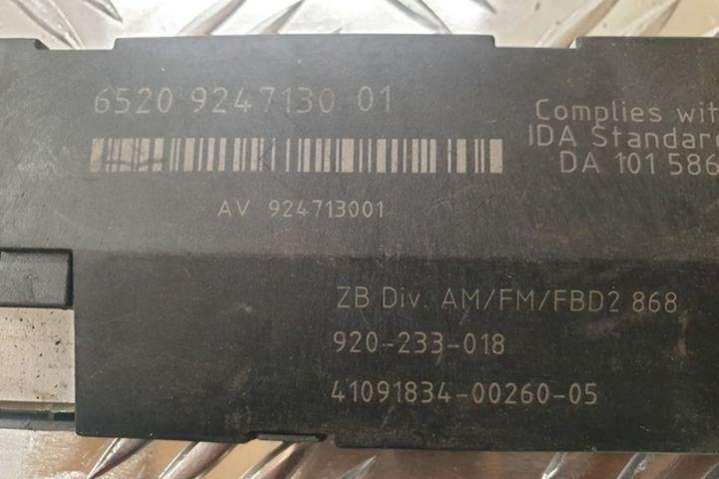 6520 9247130 01
AV 924713001
Complies wit
IDA Standar
DA 101 586
ZB Div. AM/FM/FBD2 868
920-233-018
41091834-00260-05